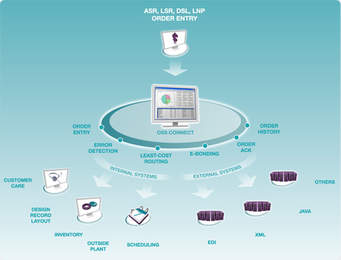 ASR, LSR, DSL, LNP
ORDER ENTRY
OSS CONNECT
ORDER
ENTRY
ERROR
DETECTION
LEAST-COST
ROUTING
E-BONDING
ORDER
ACK
ORDER
HISTORY
INTERNAL SYSTEMS
EXTERNAL SYSTEMS
CUSTOMER
CARE
DESIGN
RECORD
LAYOUT
INVENTORY
OUTSIDE
PLANT
SCHEDULING
EDI
XML
JAVA
OTHERS